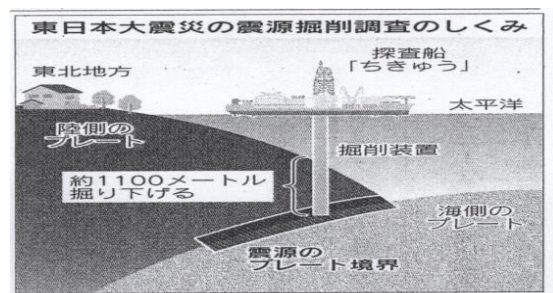 東日本大震災の震源掘削調査のしくみ
探査船
「ちきゅう」
東北地方
太平洋
陸側の
プレート
掘削装置
約1100メートル
掘り下げる
海側の
プレート
震源の
プレート境界